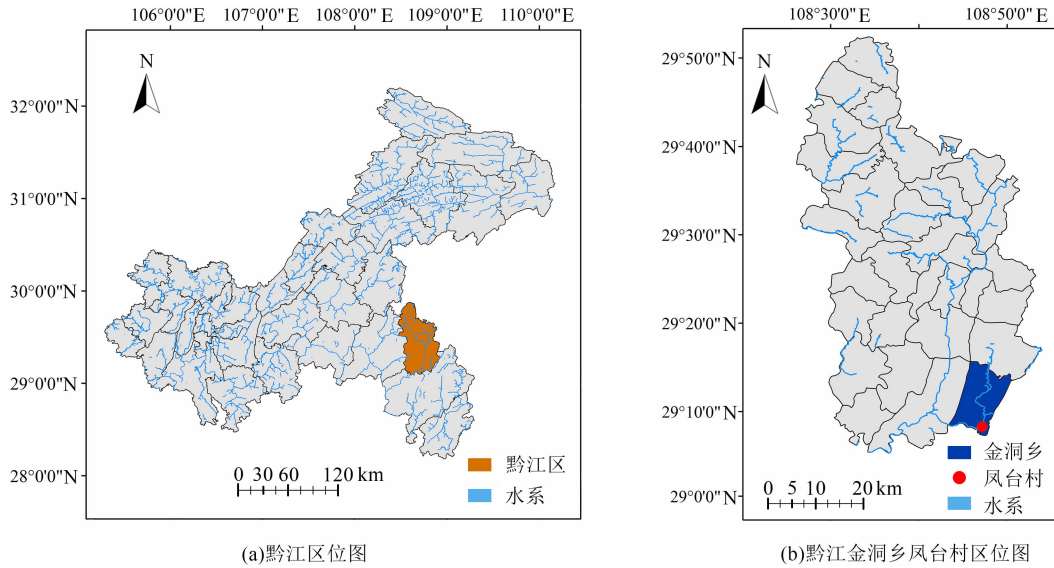 106°0'0"E 107°0'0"E 108°0'0"E 109°0'0"E 110°0'0"E
N
32°0'0"N
31°0'0"N
30°0'0"N
29°0'0"N
28°0'0"N
黔江区
水系
0 30 60 120 km
(a)黔江区位图
108°30'0"E 108°50'0"E
N
29°50'0"N
29°40'0"N
29°30'0"N
29°20'0"N
29°10'0"N
29°0'0"N
金洞乡
凤台村
水系
0 5 10 20 km
(b)黔江金洞乡凤台村区位图